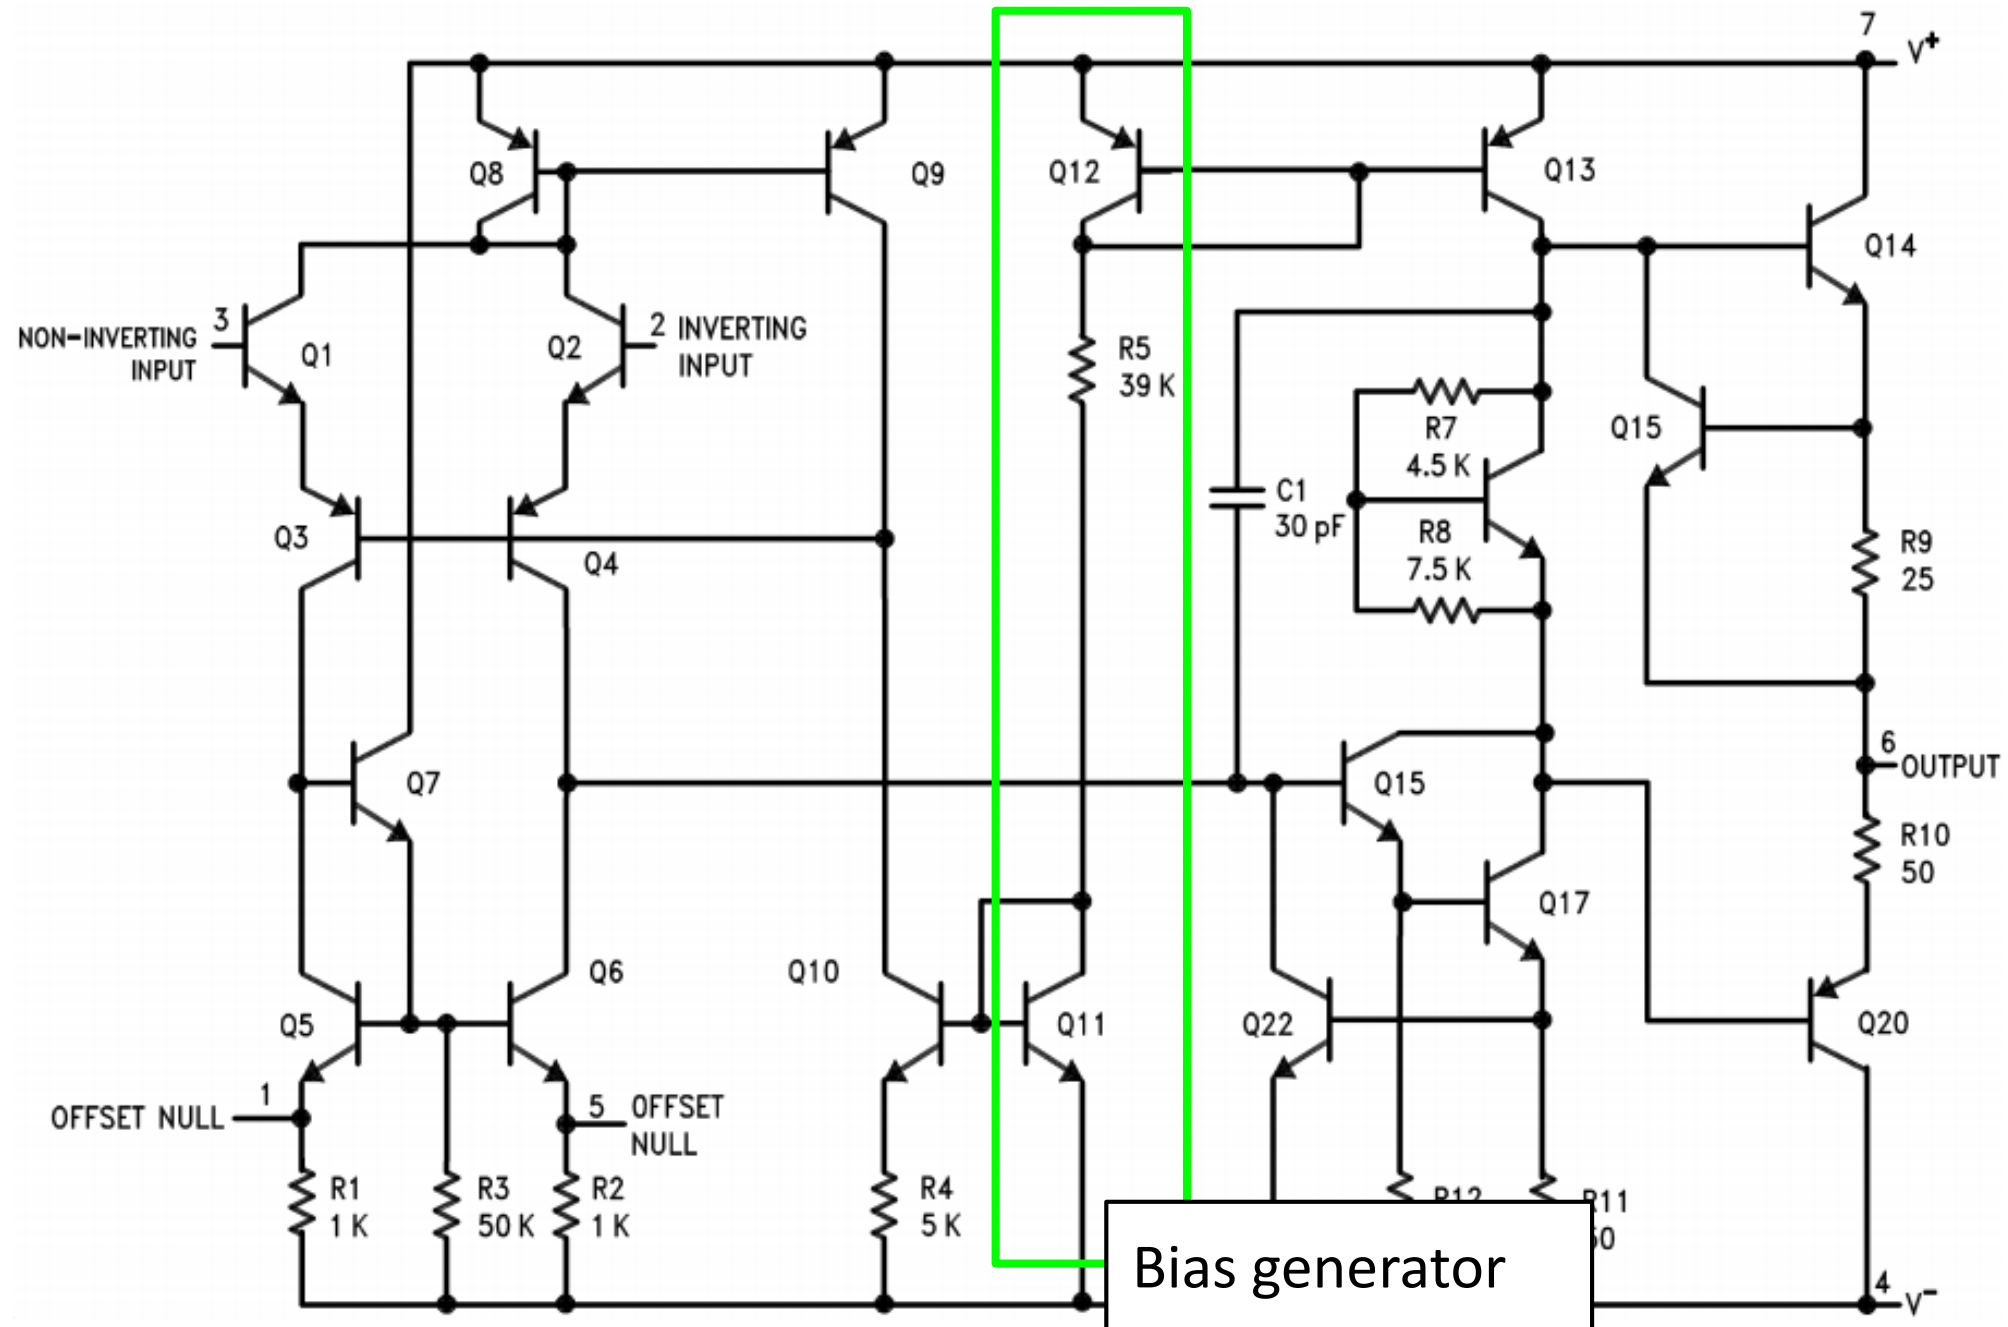 7
V+
Q8
Q9
Q12
Q13
Q14
NON-INVERTING
INPUT
3
Q1
Q2
2
INVERTING
INPUT
R5
39 K
Q15
R7
4.5 K
C1
30 pF
R8
7.5 K
Q3
Q4
R9
25
Q7
Q15
6
OUTPUT
R10
50
Q17
Q6
Q10
Q5
Q11
Q22
Q20
OFFSET NULL
1
5
OFFSET
NULL
R1
1 K
R3
50 K
R2
1 K
R4
5 K
R12
R11
50
Bias generator
4
V-